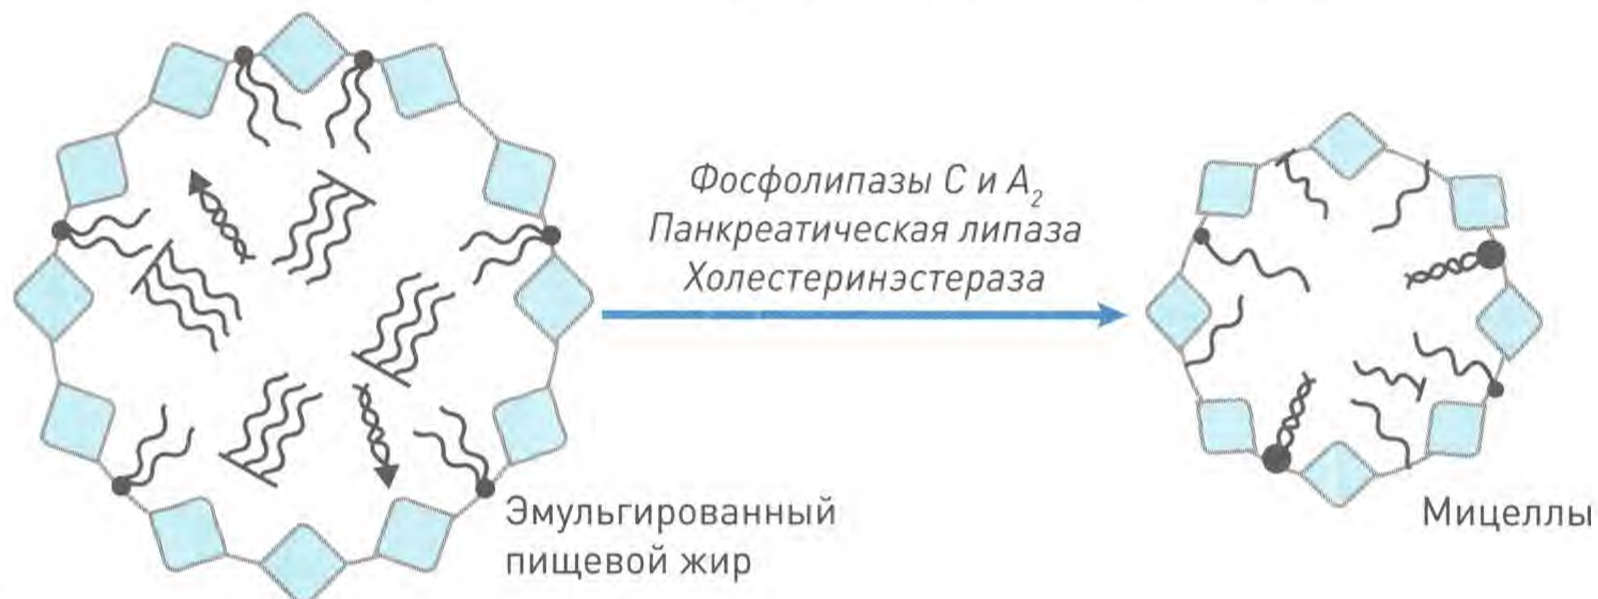 Фосфолипазы С и А₂
Панкреатическая липаза
Холестеринэстераза
Эмульгированный
пищевой жир
Мицеллы